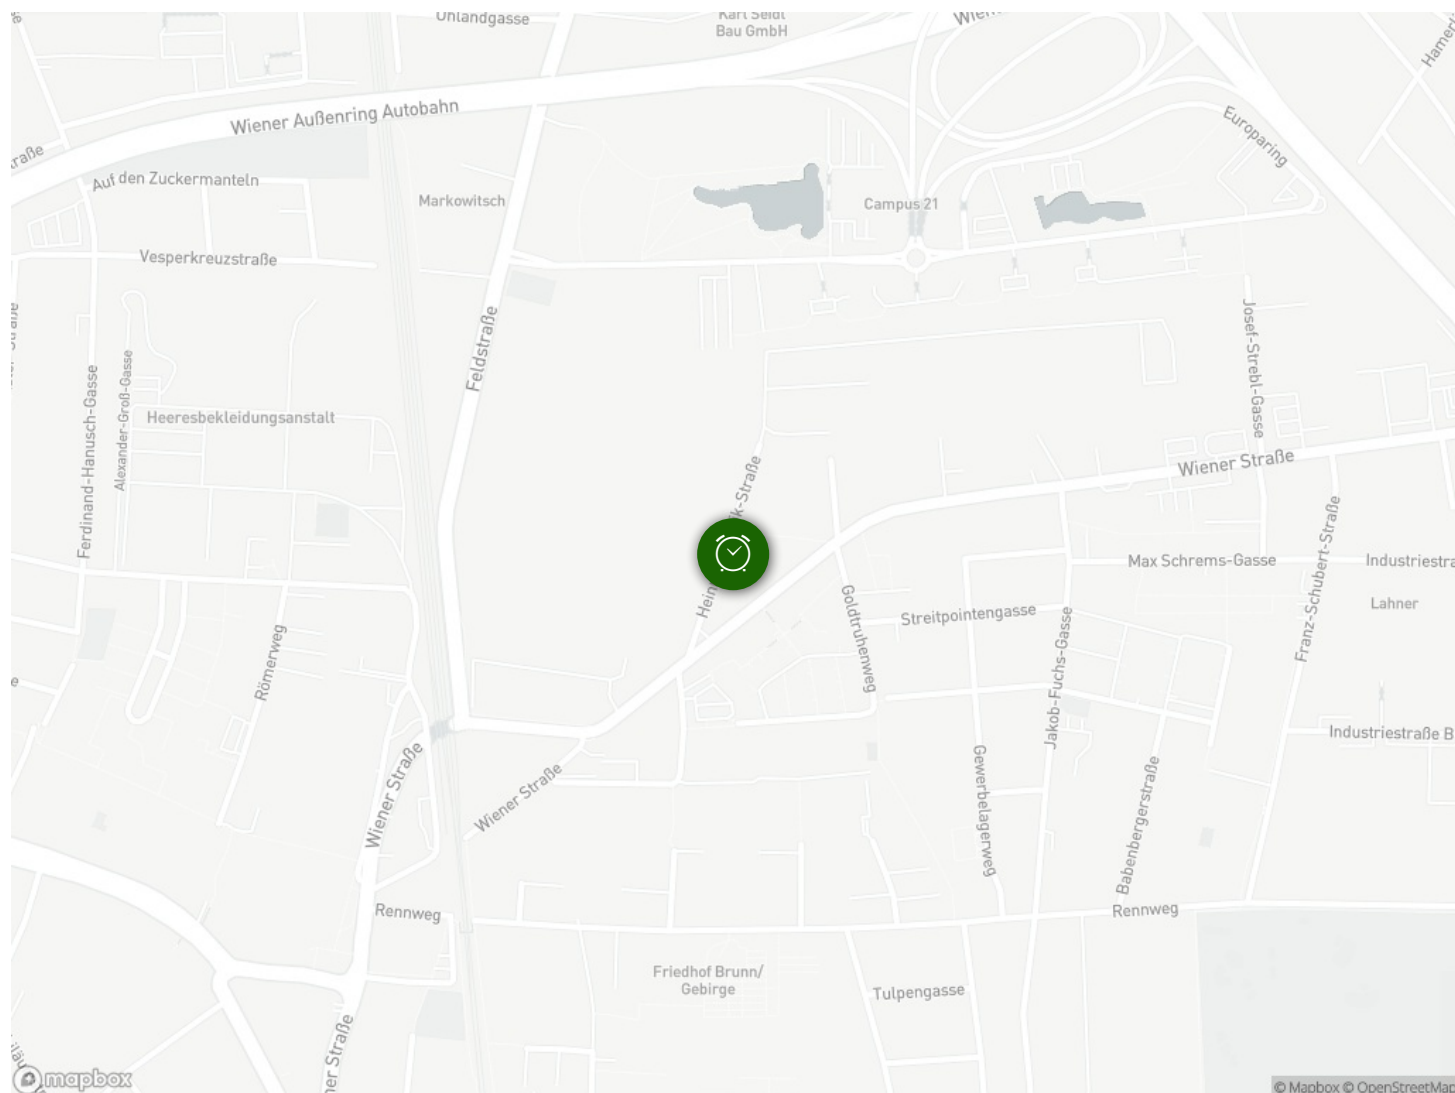 Uhlandgasse
Karl Seidl
Bau GmbH
Wiener Außenring Autobahn
Europaring
Auf den Zuckermanteln
Markowitsch
Campus 21
Vesperkreuzstraße
Feldstraße
Josef-Strebl-Gasse
Ferdinand-Hanusch-Gasse
Alexander-Groß-Gasse
Heeresbekleidungsanstalt
Wiener Straße
Max Schrems-Gasse
Franz-Schubert-Straße
Lahner
Streitpointengasse
Goldtruhenweg
Jakob-Fuchs-Gasse
Römerweg
Industriestraße B
Gewerbelagerweg
Babenbergerstraße
Wiener Straße
Wiener Straße
Rennweg
Rennweg
Friedhof Brunn/
Gebirge
Tulpengasse
mapbox
© Mapbox © OpenStreetMap